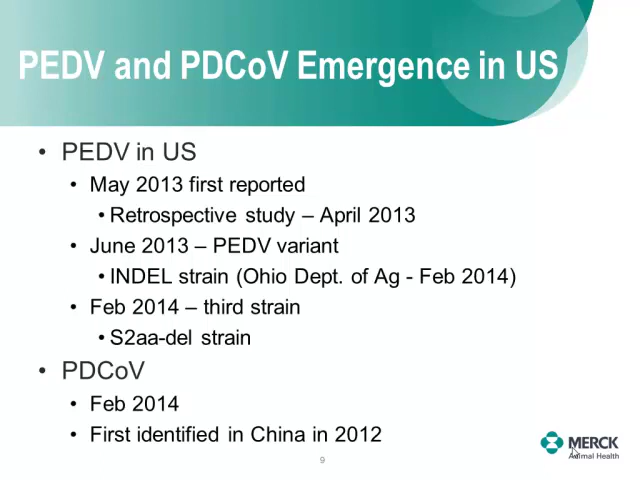 PEDV and PDCoV Emergence in US
• PEDV in US
• May 2013 first reported
• Retrospective study – April 2013
• June 2013 – PEDV variant
• INDEL strain (Ohio Dept. of Ag - Feb 2014)
• Feb 2014 – third strain
• S2aa-del strain
• PDCoV
• Feb 2014
• First identified in China in 2012
MERCK
Animal Health
9